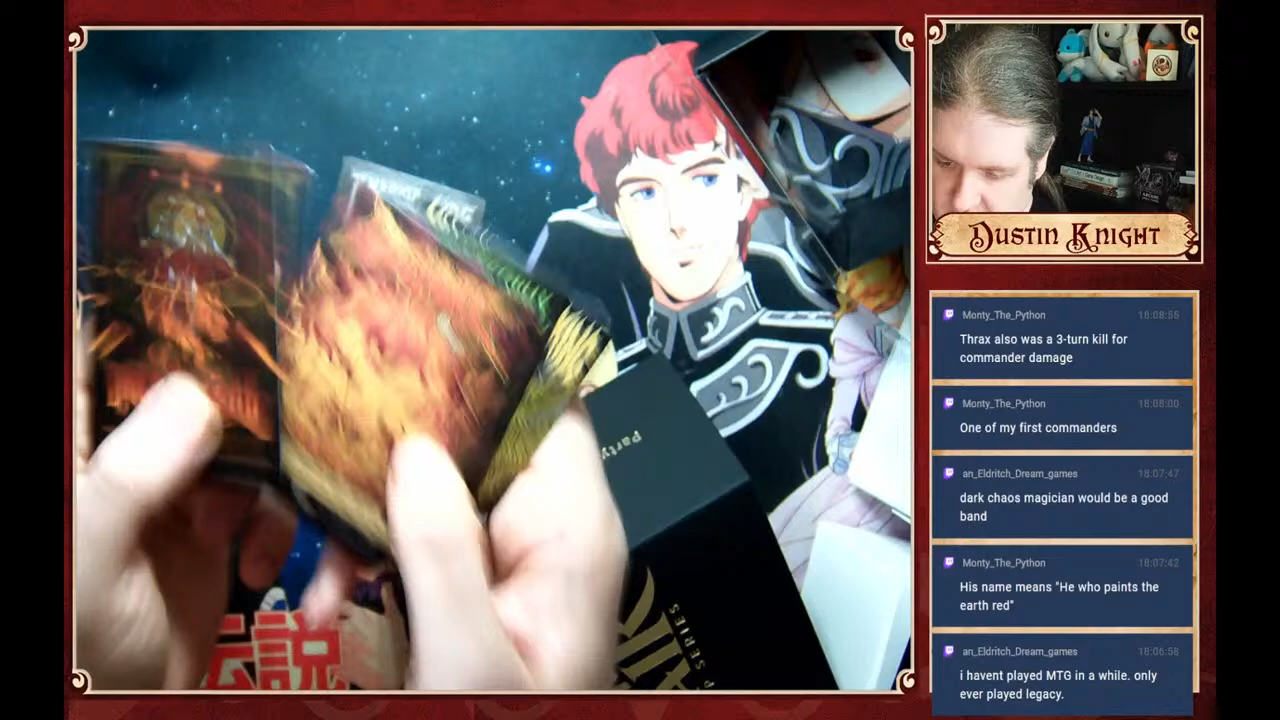 Party
SERIES
伝説
DUSTIN KNIGHT
Monty_The_Python 18:08:55
Thrax also was a 3-turn kill for
commander damage
Monty_The_Python 18:08:00
One of my first commanders
an_Eldritch_Dream_games 18:07:47
dark chaos magician would be a good
band
Monty_The_Python 18:07:42
His name means "He who paints the
earth red"
an_Eldritch_Dream_games 18:06:58
i havent played MTG in a while. only
ever played legacy.